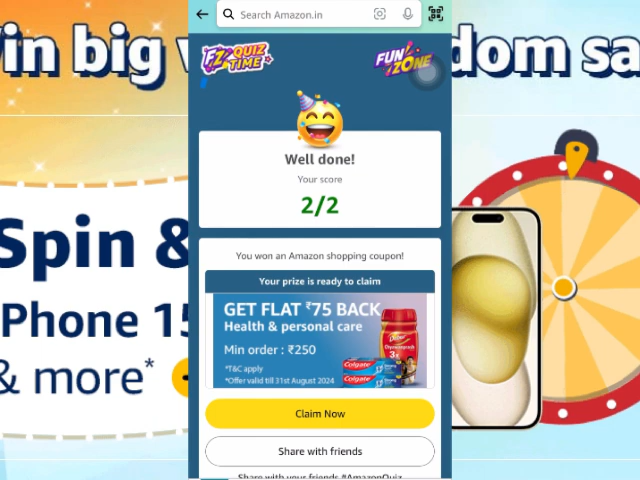 in big
dom sa
Search Amazon.in
FZ QUIZ
TIME
FUN
ZONE
Well done!
Your score
2/2
Spin &
iPhone 15
& more*
You won an Amazon shopping coupon!
Your prize is ready to claim
GET FLAT ₹75 BACK
Health & personal care
Min order : ₹250
*T&C apply
*Offer valid till 31st August 2024
Colgate
Colgate
Claim Now
Share with friends
Share with your friends #AmazonQuiz